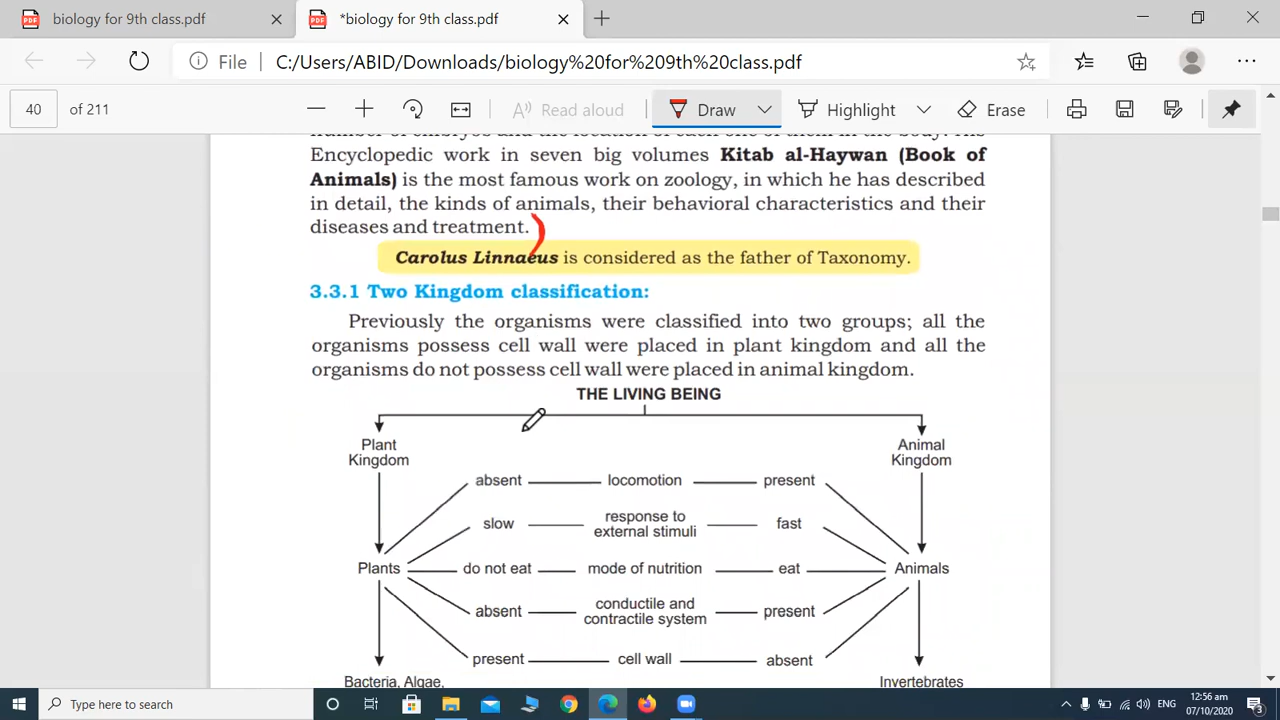 biology for 9th class.pdf
*biology for 9th class.pdf
File
C:/Users/ABID/Downloads/biology%20for%209th%20class.pdf
40 of 211
Read aloud
Draw
Highlight
Erase
Encyclopedic work in seven big volumes Kitab al-Haywan (Book of
Animals) is the most famous work on zoology, in which he has described
in detail, the kinds of animals, their behavioral characteristics and their
diseases and treatment.
Carolus Linnaeus is considered as the father of Taxonomy.
3.3.1 Two Kingdom classification:
Previously the organisms were classified into two groups; all the
organisms possess cell wall were placed in plant kingdom and all the
organisms do not possess cell wall were placed in animal kingdom.
THE LIVING BEING
Plant
Kingdom
Animal
Kingdom
absent locomotion present
slow response to external stimuli fast
Plants do not eat mode of nutrition eat Animals
absent conductile and contractile system present
present cell wall absent
Bacteria, Algae, Invertebrates
Type here to search
ENG
12:56 am
07/10/2020
3